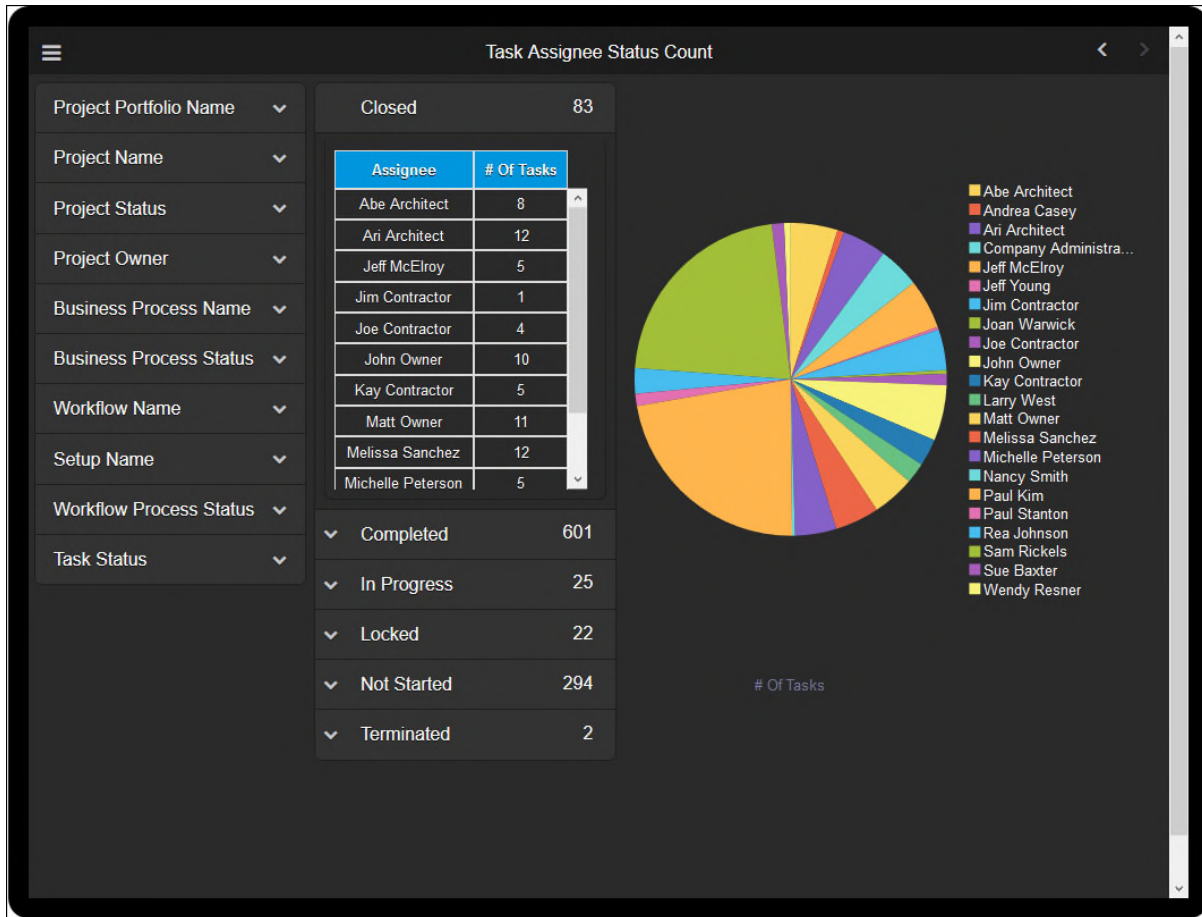 Task Assignee Status Count
Project Portfolio Name
Project Name
Project Status
Project Owner
Business Process Name
Business Process Status
Workflow Name
Setup Name
Workflow Process Status
Task Status
Closed 83
Assignee # Of Tasks
Abe Architect 8
Ari Architect 12
Jeff McElroy 5
Jim Contractor 1
Joe Contractor 4
John Owner 10
Kay Contractor 5
Matt Owner 11
Melissa Sanchez 12
Michelle Peterson 5
Completed 601
In Progress 25
Locked 22
Not Started 294
Terminated 2
Abe Architect
Andrea Casey
Ari Architect
Company Administra...
Jeff McElroy
Jeff Young
Jim Contractor
Joan Warwick
Joe Contractor
John Owner
Kay Contractor
Larry West
Matt Owner
Melissa Sanchez
Michelle Peterson
Nancy Smith
Paul Kim
Paul Stanton
Rea Johnson
Sam Rickels
Sue Baxter
Wendy Resner
# Of Tasks